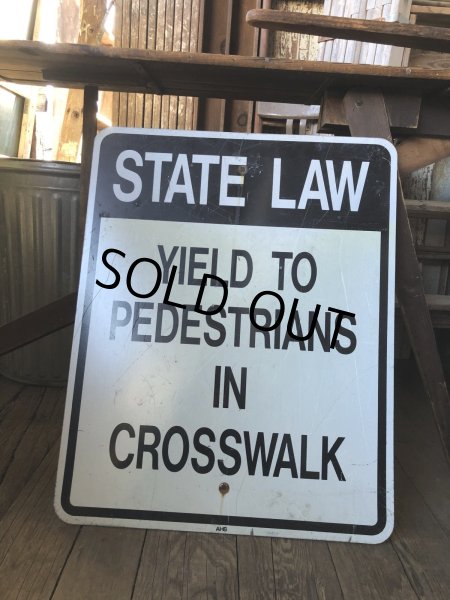 STATE LAW
YIELD TO
SOLD OUT
PEDESTRIANS
IN
CROSSWALK